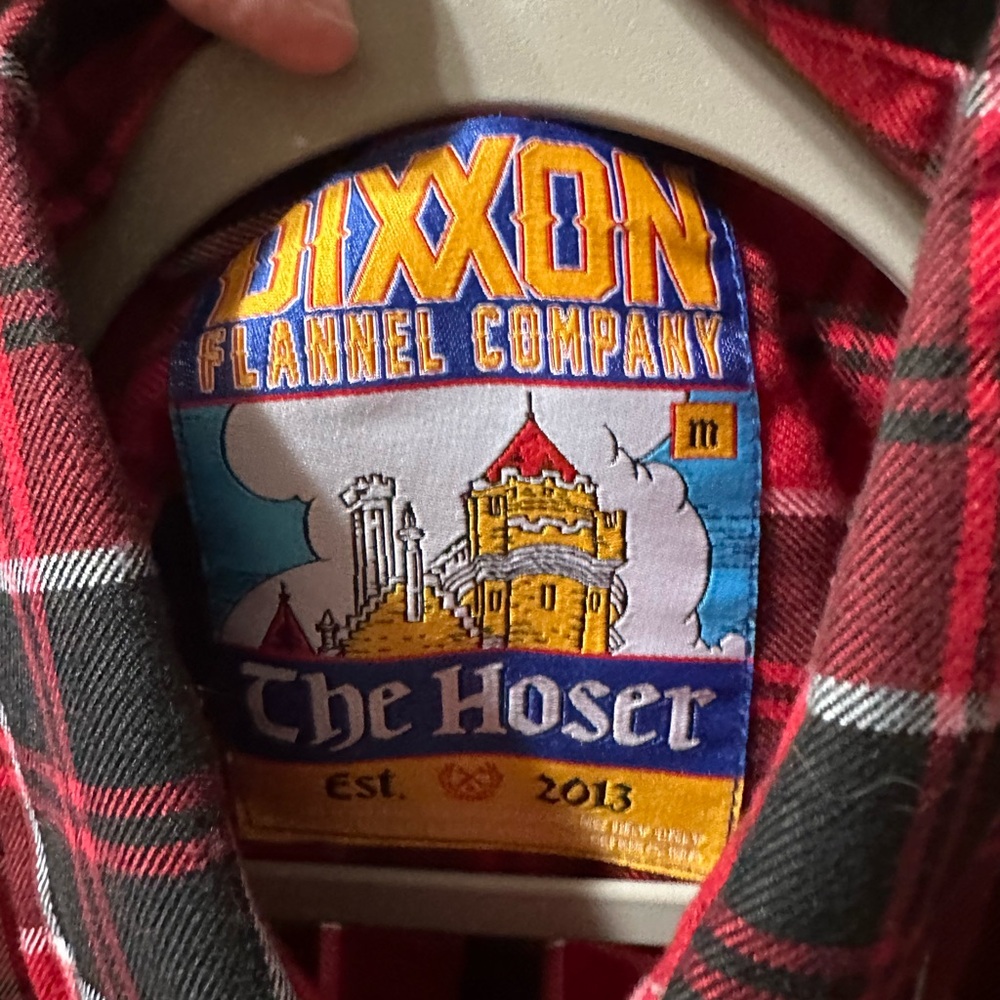 DIXXON
FLANNEL COMPANY
m
The Hoser
Est. 2013